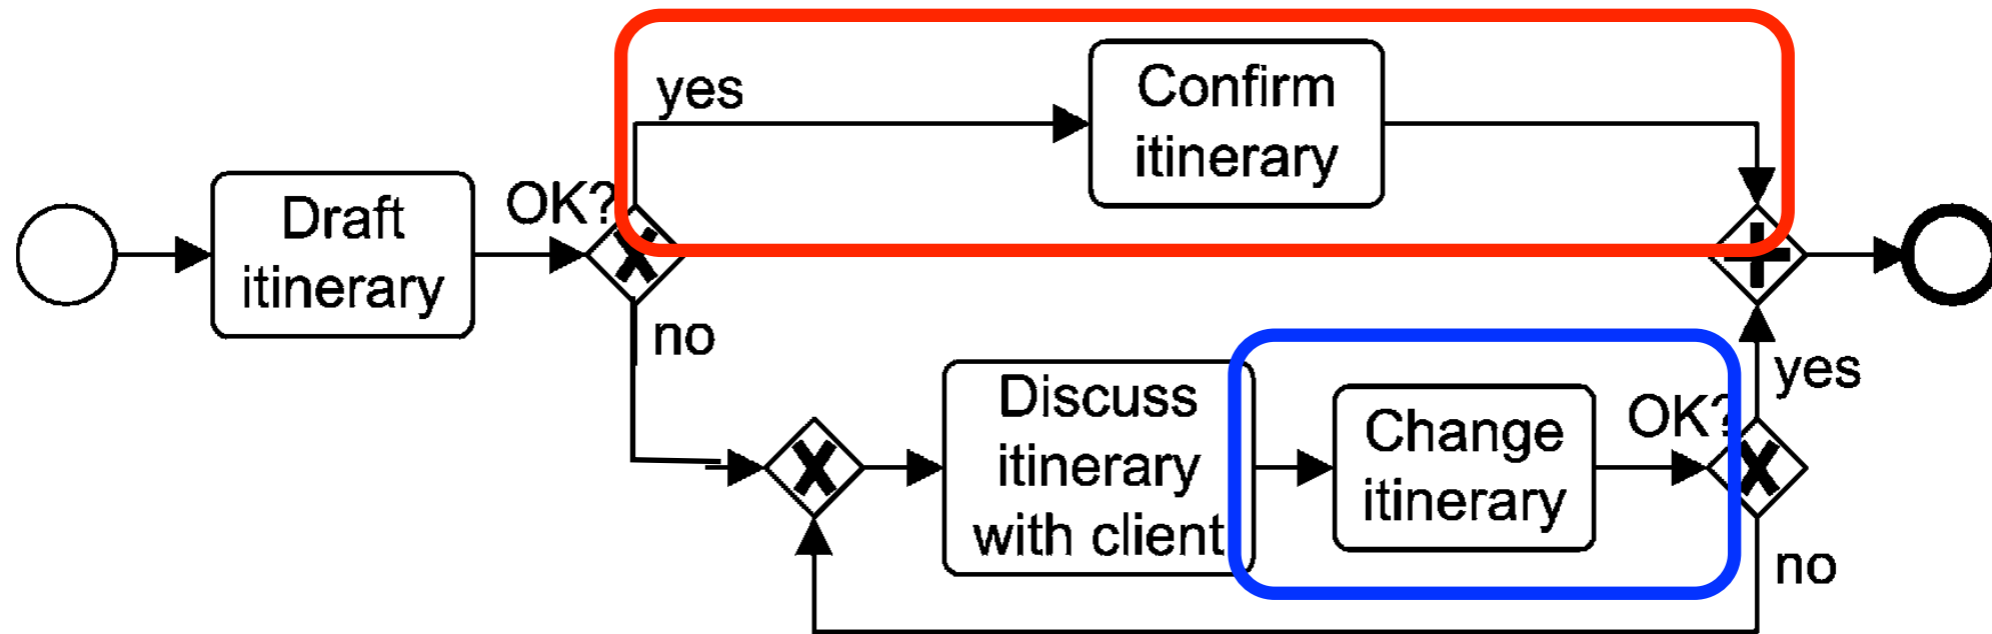 yes
Confirm
itinerary
Draft
itinerary
OK?
no
Discuss
itinerary
with client
Change
itinerary
OK?
yes
no